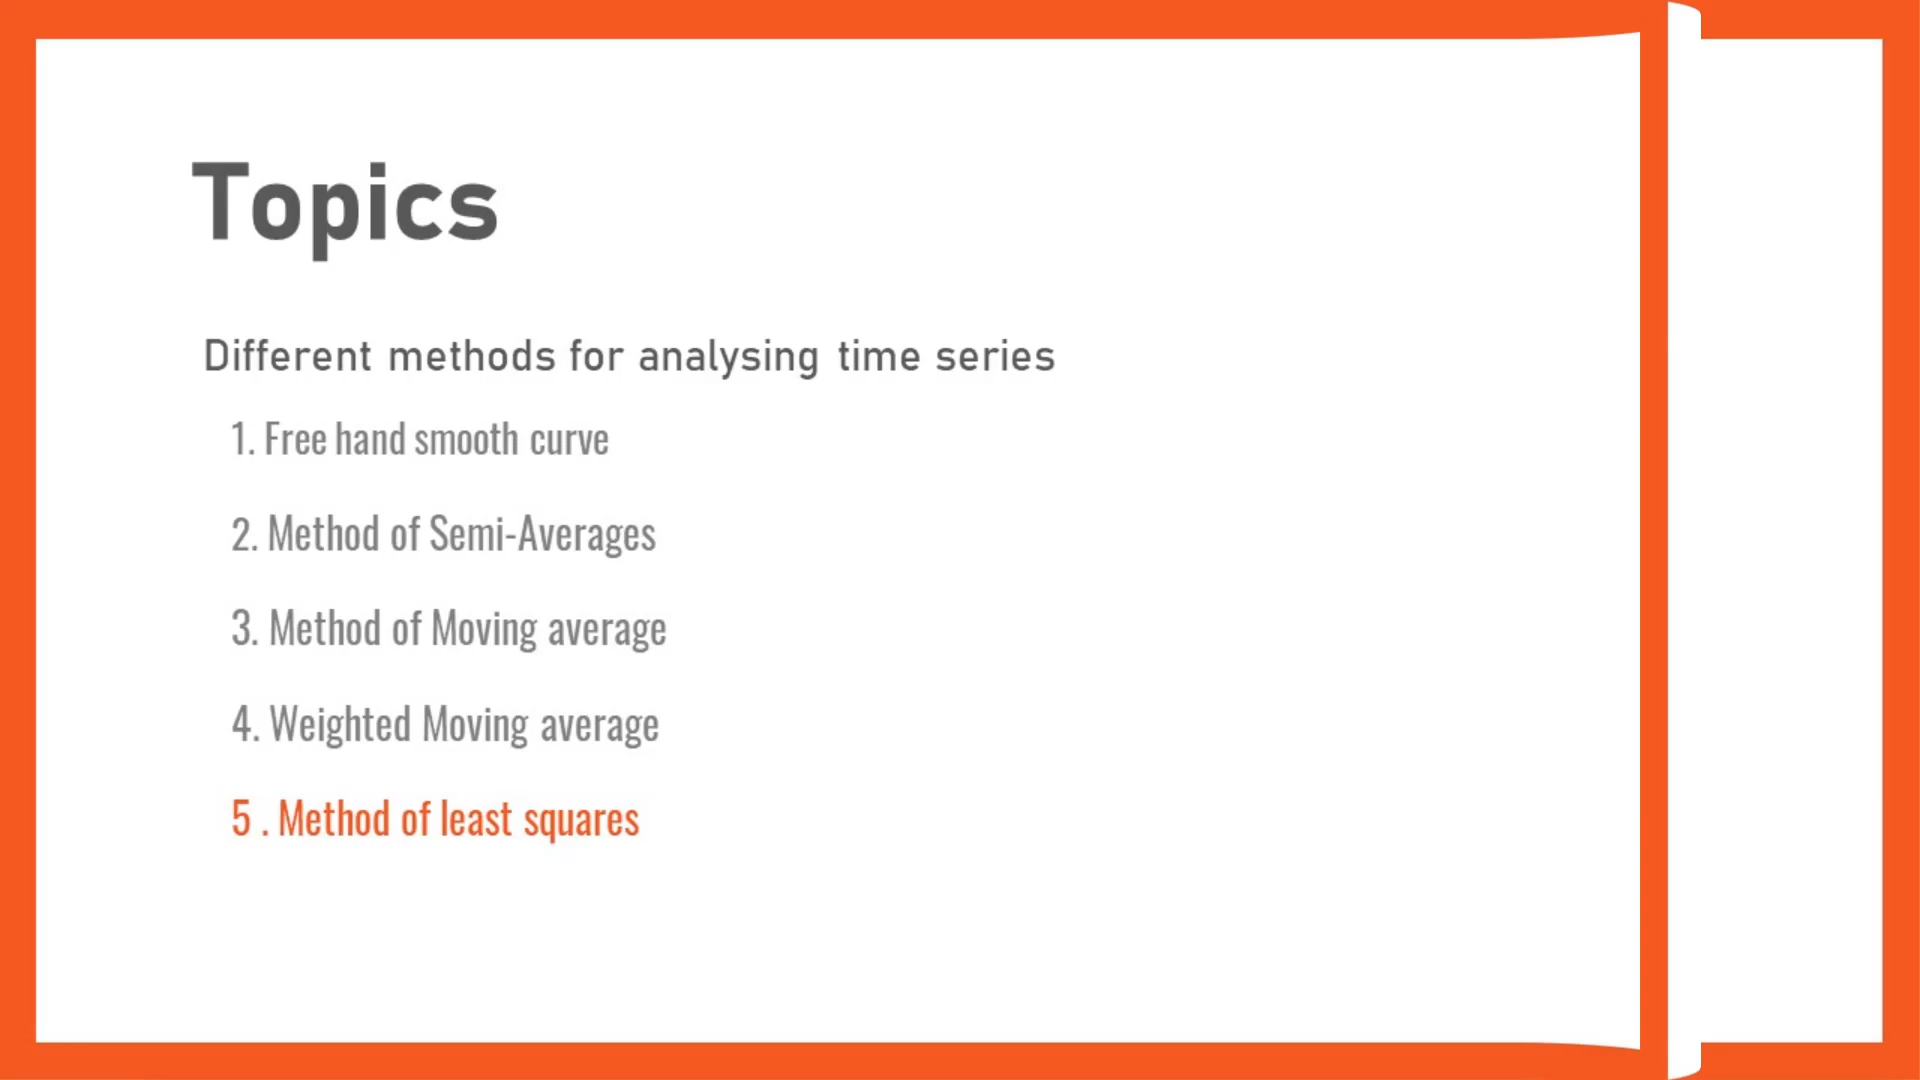 Topics
Different methods for analysing time series
1. Free hand smooth curve
2. Method of Semi-Averages
3. Method of Moving average
4. Weighted Moving average
5 . Method of least squares